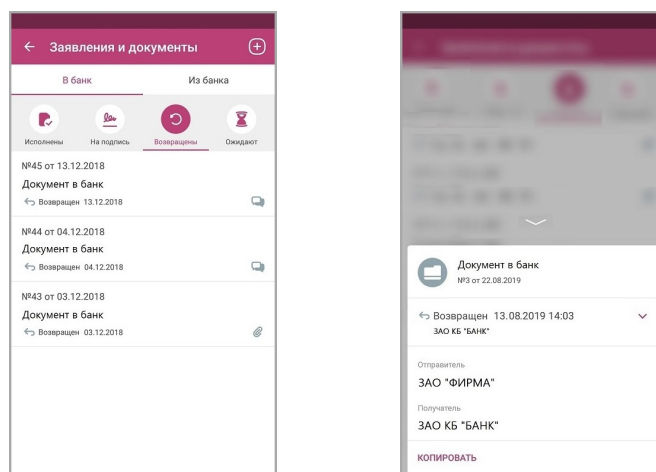 Заявления и документы
В банк
Из банка
Исполнены
На подпись
Возвращены
Ожидают
№45 от 13.12.2018
Документ в банк
Возвращен 13.12.2018
№44 от 04.12.2018
Документ в банк
Возвращен 04.12.2018
№43 от 03.12.2018
Документ в банк
Возвращен 03.12.2018
Документ в банк
№3 от 22.08.2019
Возвращен 13.08.2019 14:03
ЗАО КБ "БАНК"
Отправитель
ЗАО "ФИРМА"
Получатель
ЗАО КБ "БАНК"
КОПИРОВАТЬ